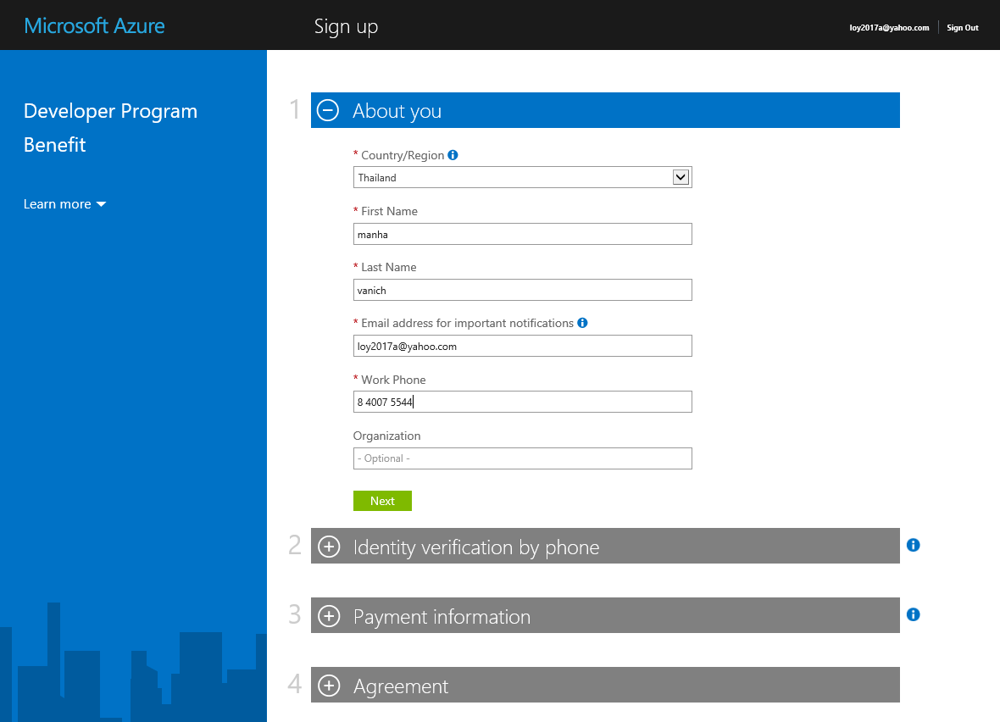 Microsoft Azure
Sign up
loy2017a@yahoo.com
Sign Out
Developer Program
Benefit
Learn more
1
About you
* Country/Region
Thailand
* First Name
manha
* Last Name
vanich
* Email address for important notifications
loy2017a@yahoo.com
* Work Phone
8 4007 5544
Organization
- Optional -
Next
2
Identity verification by phone
3
Payment information
4
Agreement